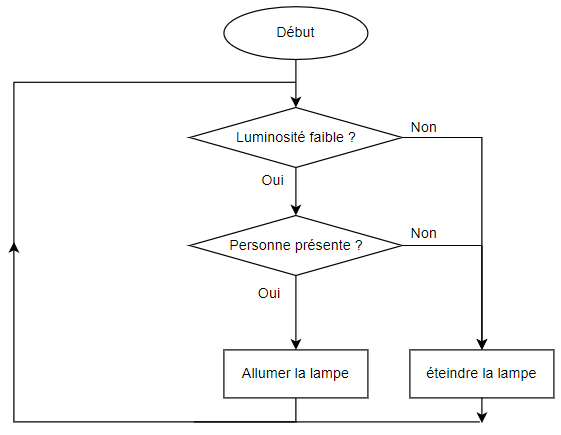 Début
Luminosité faible ?
Non
Oui
Personne présente ?
Non
Oui
Allumer la lampe
éteindre la lampe